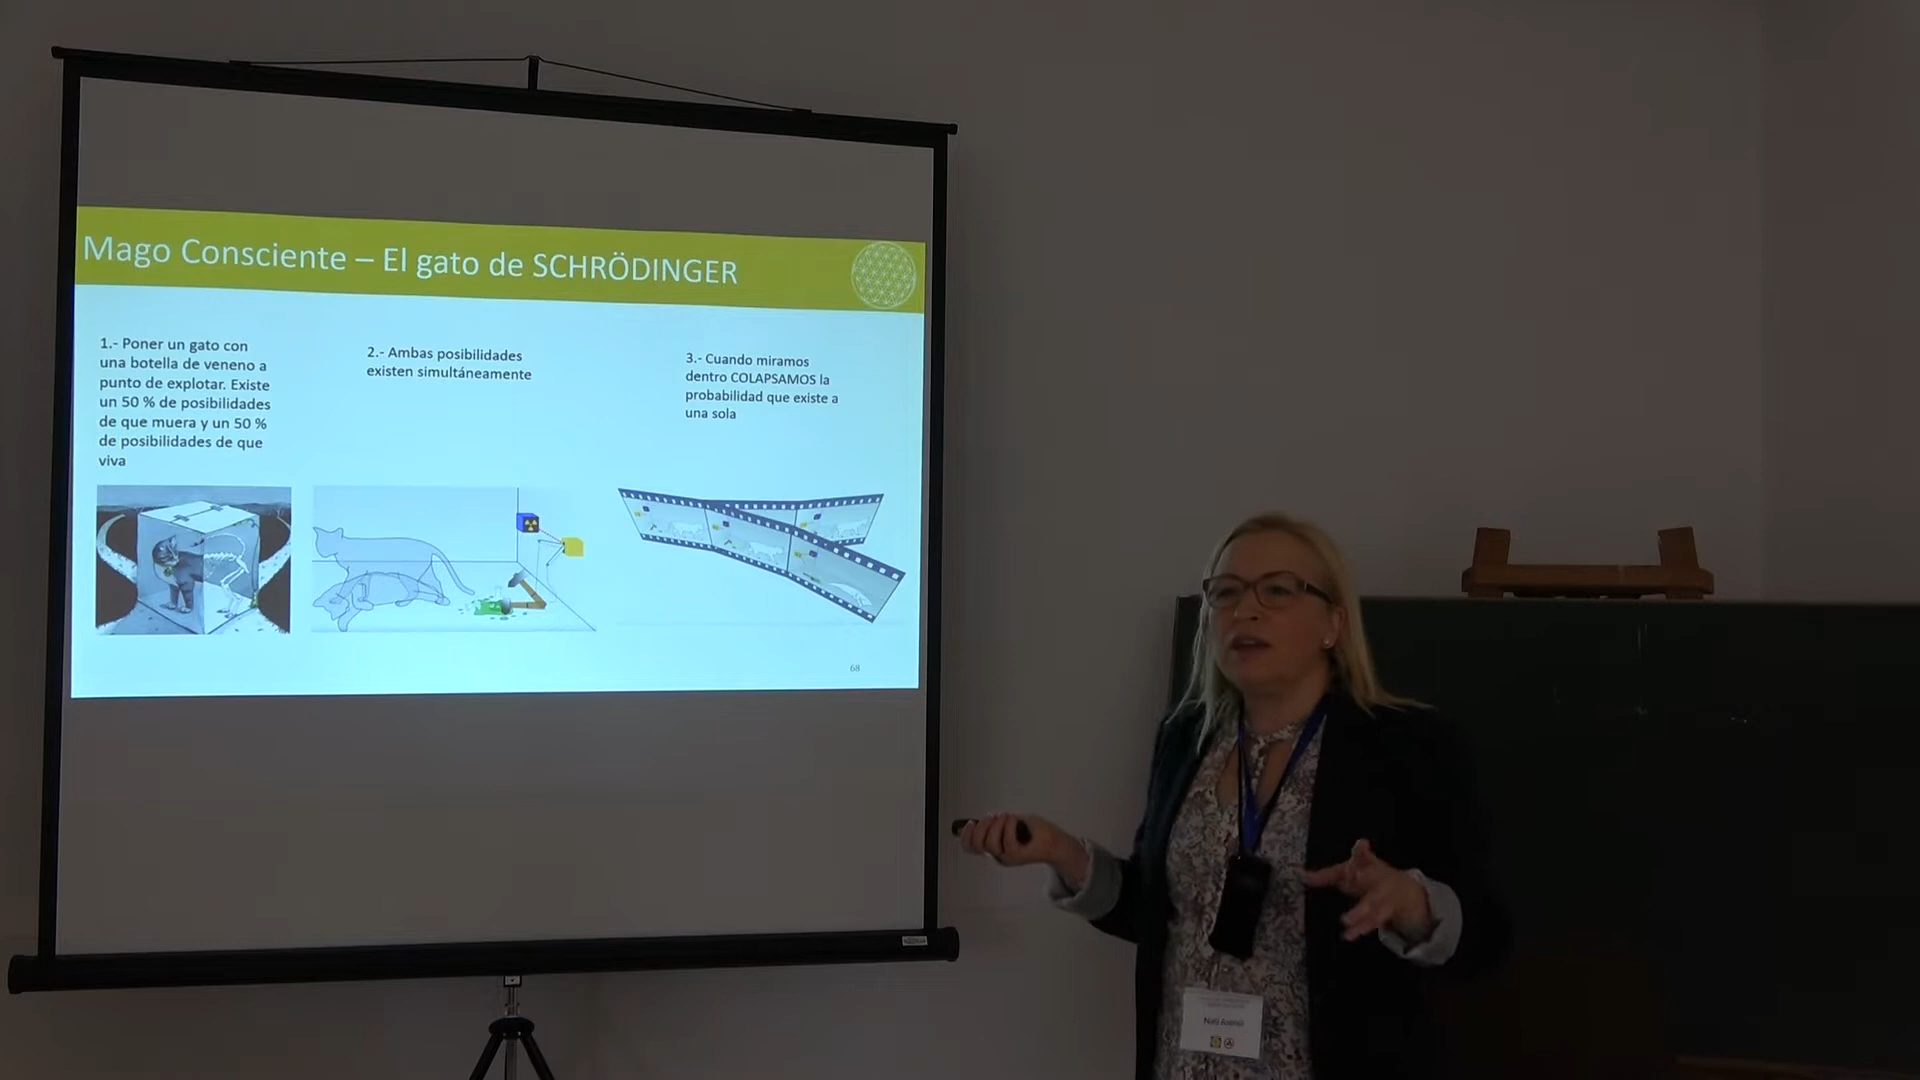 Mago Consciente – El gato de SCHRÖDINGER
1.- Poner un gato con
una botella de veneno a
punto de explotar. Existe
un 50 % de posibilidades
de que muera y un 50 %
de posibilidades de que
viva
2.- Ambas posibilidades
existen simultáneamente
3.- Cuando miramos
dentro COLAPSAMOS la
probabilidad que existe a
una sola
68